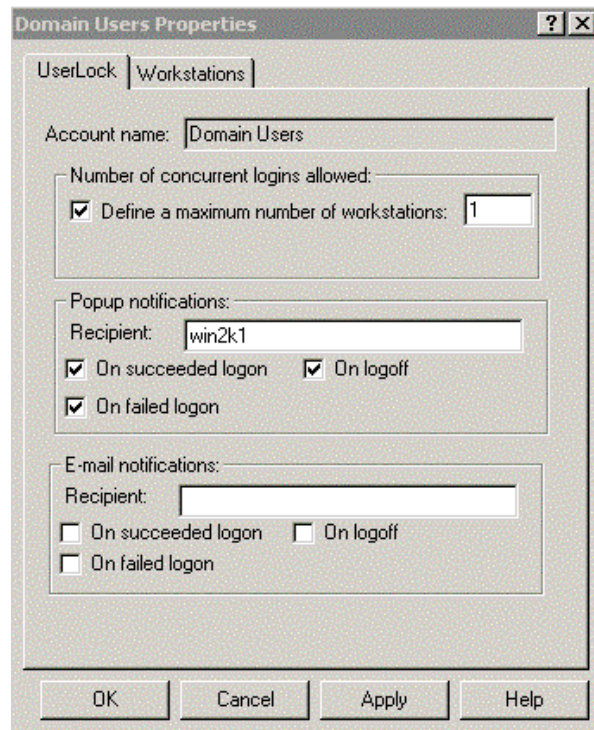 Domain Users Properties
UserLock Workstations
Account name: Domain Users
Number of concurrent logins allowed:
Define a maximum number of workstations: 1
Popup notifications:
Recipient: win2k1
On succeeded logon On logoff
On failed logon
E-mail notifications:
Recipient:
On succeeded logon On logoff
On failed logon
OK Cancel Apply Help